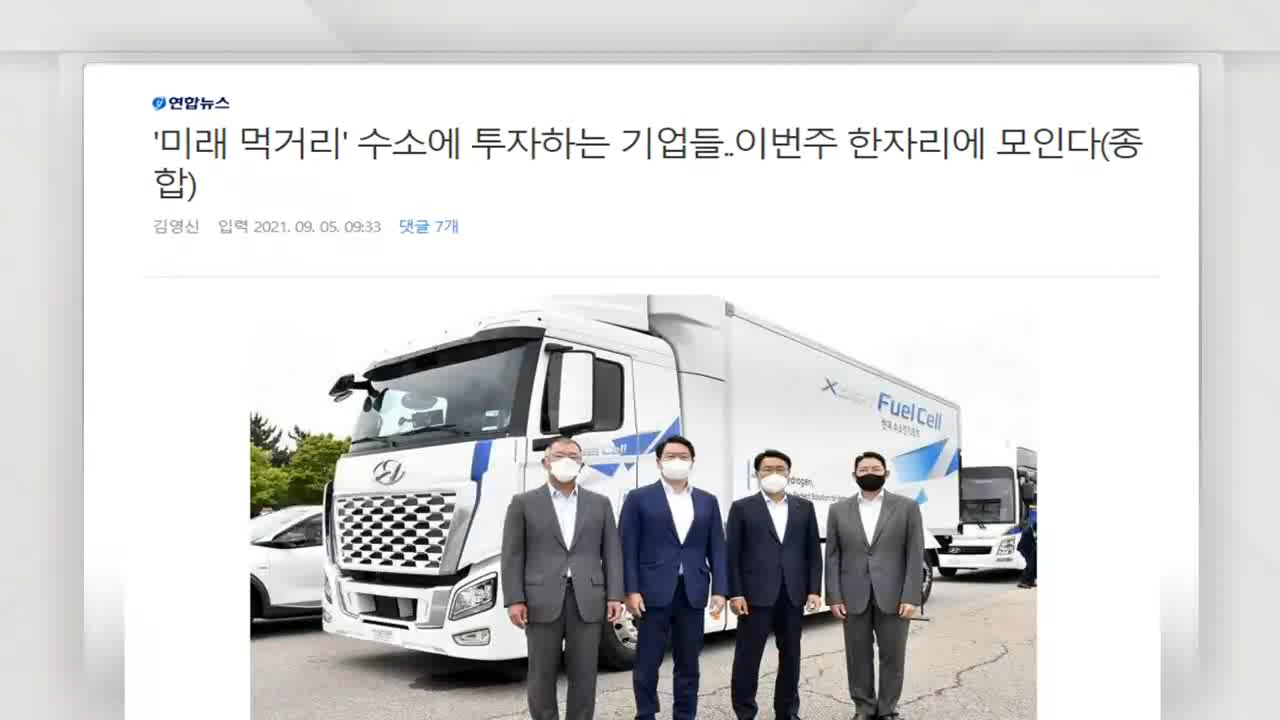 연합뉴스
'미래 먹거리' 수소에 투자하는 기업들..이번주 한자리에 모인다(종
합)
김영신 입력 2021. 09. 05. 09:33 댓글 7개
Fuel Cell